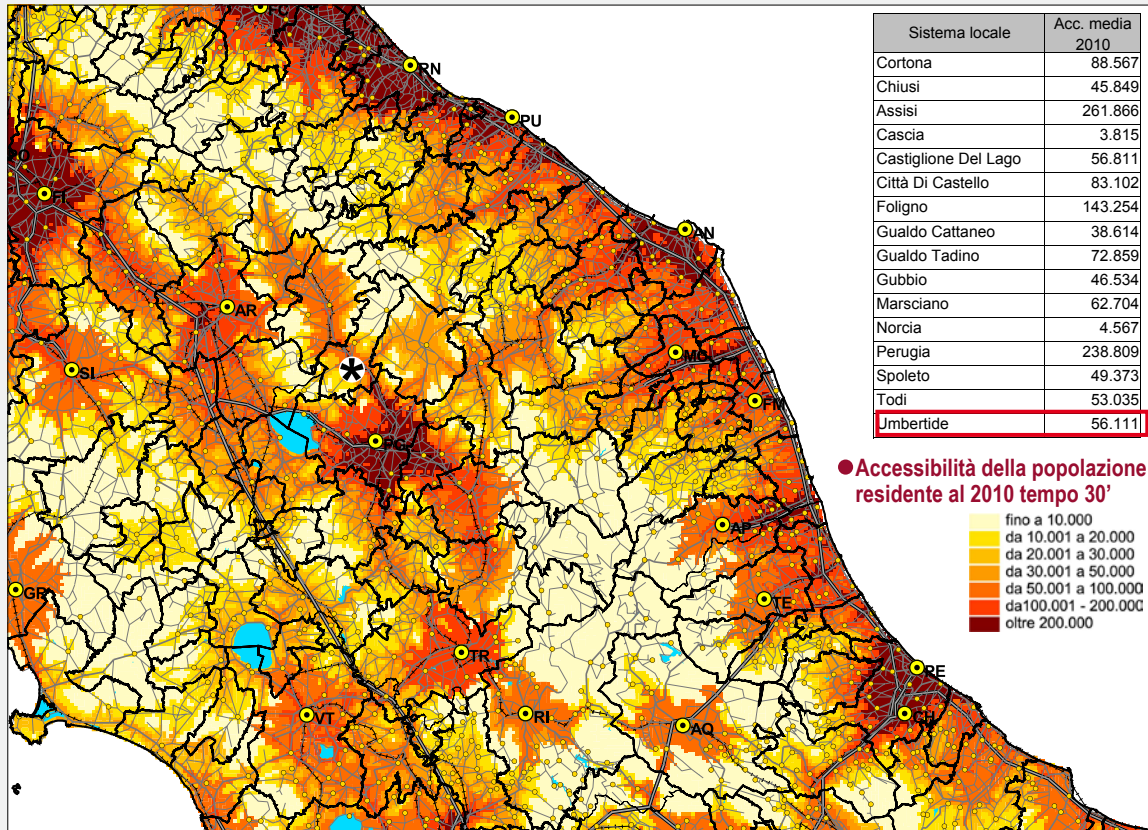 RN
PU
FI
AN
AR
MC
SI
FM
PG
AP
GR
TE
TR
PE
VT
RI
CH
AQ
Sistema locale Acc. media 2010
Cortona 88.567
Chiusi 45.849
Assisi 261.866
Cascia 3.815
Castiglione Del Lago 56.811
Città Di Castello 83.102
Foligno 143.254
Gualdo Cattaneo 38.614
Gualdo Tadino 72.859
Gubbio 46.534
Marsciano 62.704
Norcia 4.567
Perugia 238.809
Spoleto 49.373
Todi 53.035
Umbertide 56.111
Accessibilità della popolazione
residente al 2010 tempo 30’
fino a 10.000
da 10.001 a 20.000
da 20.001 a 30.000
da 30.001 a 50.000
da 50.001 a 100.000
da100.001 - 200.000
oltre 200.000